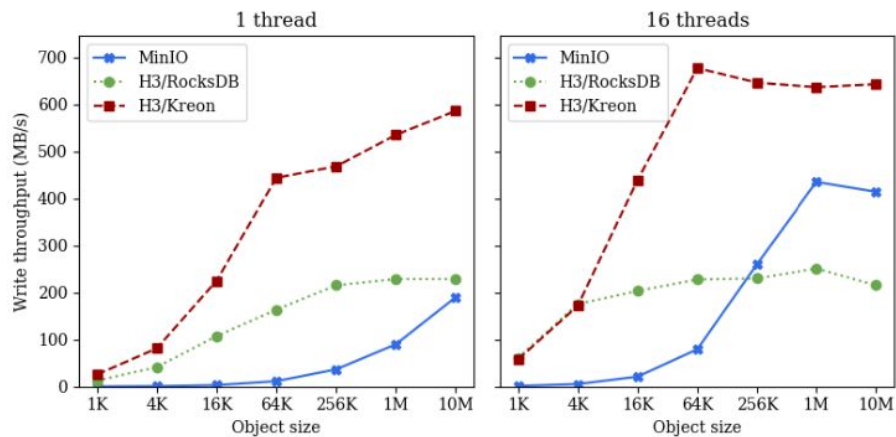 1 thread
16 threads
700
600
500
400
300
200
100
0
Write throughput (MB/s)
MinIO
H3/RocksDB
H3/Kreon
MinIO
H3/RocksDB
H3/Kreon
1K 4K 16K 64K 256K 1M 10M
1K 4K 16K 64K 256K 1M 10M
Object size
Object size